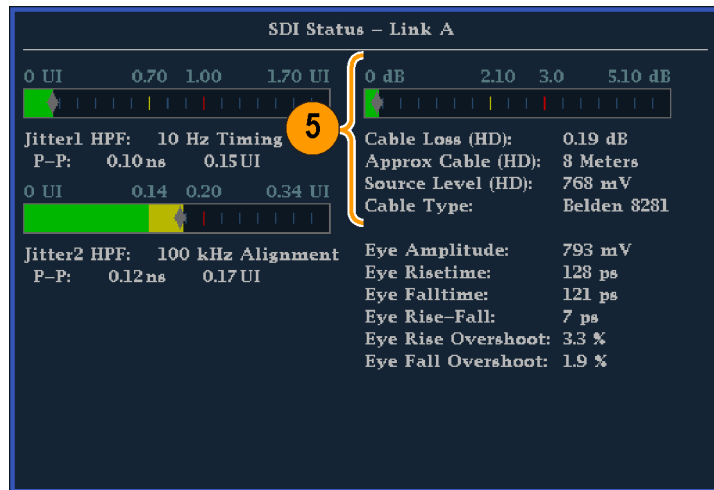 SDI Status – Link A
0 UI 0.70 1.00 1.70 UI
Jitter1 HPF: 10 Hz Timing
P–P: 0.10 ns 0.15 UI
0 UI 0.14 0.20 0.34 UI
Jitter2 HPF: 100 kHz Alignment
P–P: 0.12 ns 0.17 UI
5
0 dB 2.10 3.0 5.10 dB
Cable Loss (HD): 0.19 dB
Approx Cable (HD): 8 Meters
Source Level (HD): 768 mV
Cable Type: Belden 8281
Eye Amplitude: 793 mV
Eye Risetime: 128 ps
Eye Falltime: 121 ps
Eye Rise–Fall: 7 ps
Eye Rise Overshoot: 3.3 %
Eye Fall Overshoot: 1.9 %